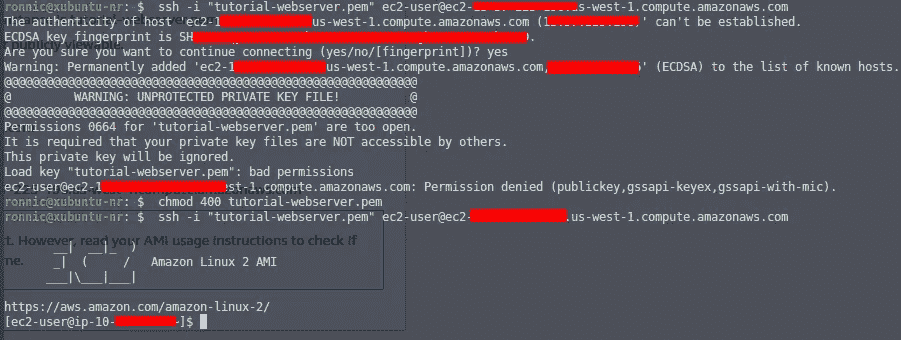 ronnic@xubuntu-nr: $  ssh -i "tutorial-webserver.pem" ec2-user@ec2-
us-west-1.compute.amazonaws.com
The authenticity of host 'ec2-1 us-west-1.compute.amazonaws.com (1 ' can't be established.
r publicly viewable.
ECDSA key fingerprint is SH .
Are you sure you want to continue connecting (yes/no/[fingerprint])? yes
Warning: Permanently added 'ec2-1 us-west-1.compute.amazonaws.com, ' (ECDSA) to the list of known hosts.
@@@@@@@@@@@@@@@@@@@@@@@@@@@@@@@@@@@@@@@@@@@@@@@@@@@@@@@@@@@
@         WARNING: UNPROTECTED PRIVATE KEY FILE!          @
@@@@@@@@@@@@@@@@@@@@@@@@@@@@@@@@@@@@@@@@@@@@@@@@@@@@@@@@@@@
Permissions 0664 for 'tutorial-webserver.pem' are too open.
It is required that your private key files are NOT accessible by others.
This private key will be ignored.
Load key "tutorial-webserver.pem": bad permissions
ec2-user@ec2-1 est-1.compute.amazonaws.com: Permission denied (publickey,gssapi-keyex,gssapi-with-mic).
ronnic@xubuntu-nr: $  chmod 400 tutorial-webserver.pem
ronnic@xubuntu-nr: $  ssh -i "tutorial-webserver.pem" ec2-user@ec2- .us-west-1.compute.amazonaws.com
ct. However, read your AMI usage instructions to check if
me.
       __|  __|_  )
       _|  (     /   Amazon Linux 2 AMI
      ___|\___|___|
https://aws.amazon.com/amazon-linux-2/
[ec2-user@ip-10- ~]$